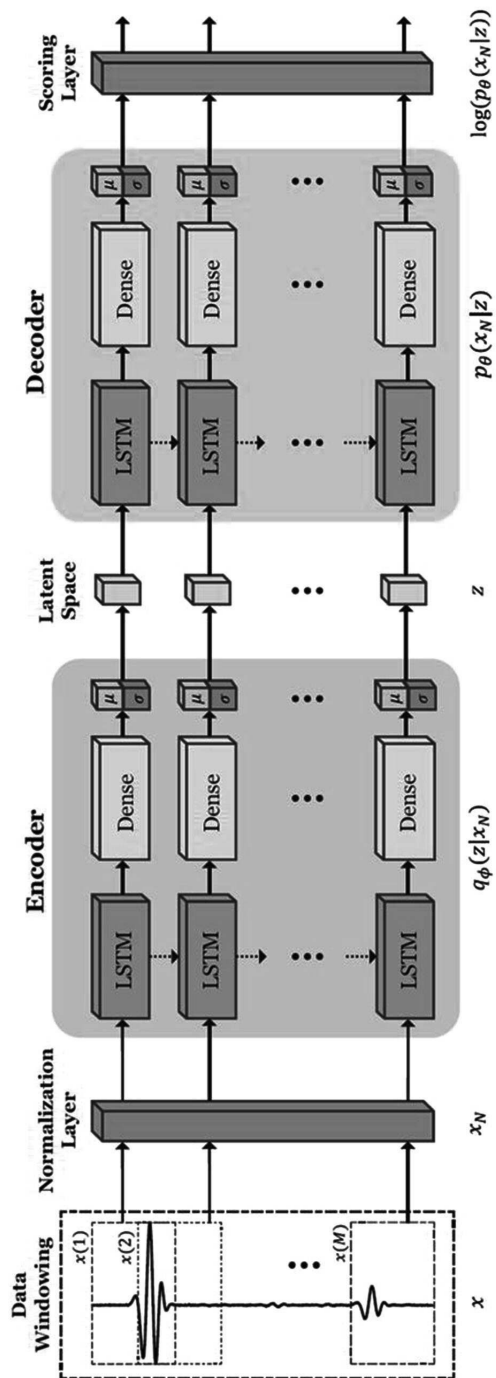 Data
Windowing
x(1)
x(2)
x(M)
x
Normalization
Layer
x_N
Encoder
LSTM
Dense
μ
σ
LSTM
Dense
μ
σ
LSTM
Dense
μ
σ
q_ϕ(z|x_N)
Latent
Space
z
Decoder
LSTM
Dense
μ
σ
LSTM
Dense
μ
σ
LSTM
Dense
μ
σ
p_θ(x_N|z)
Scoring
Layer
log(p_θ(x_N|z))